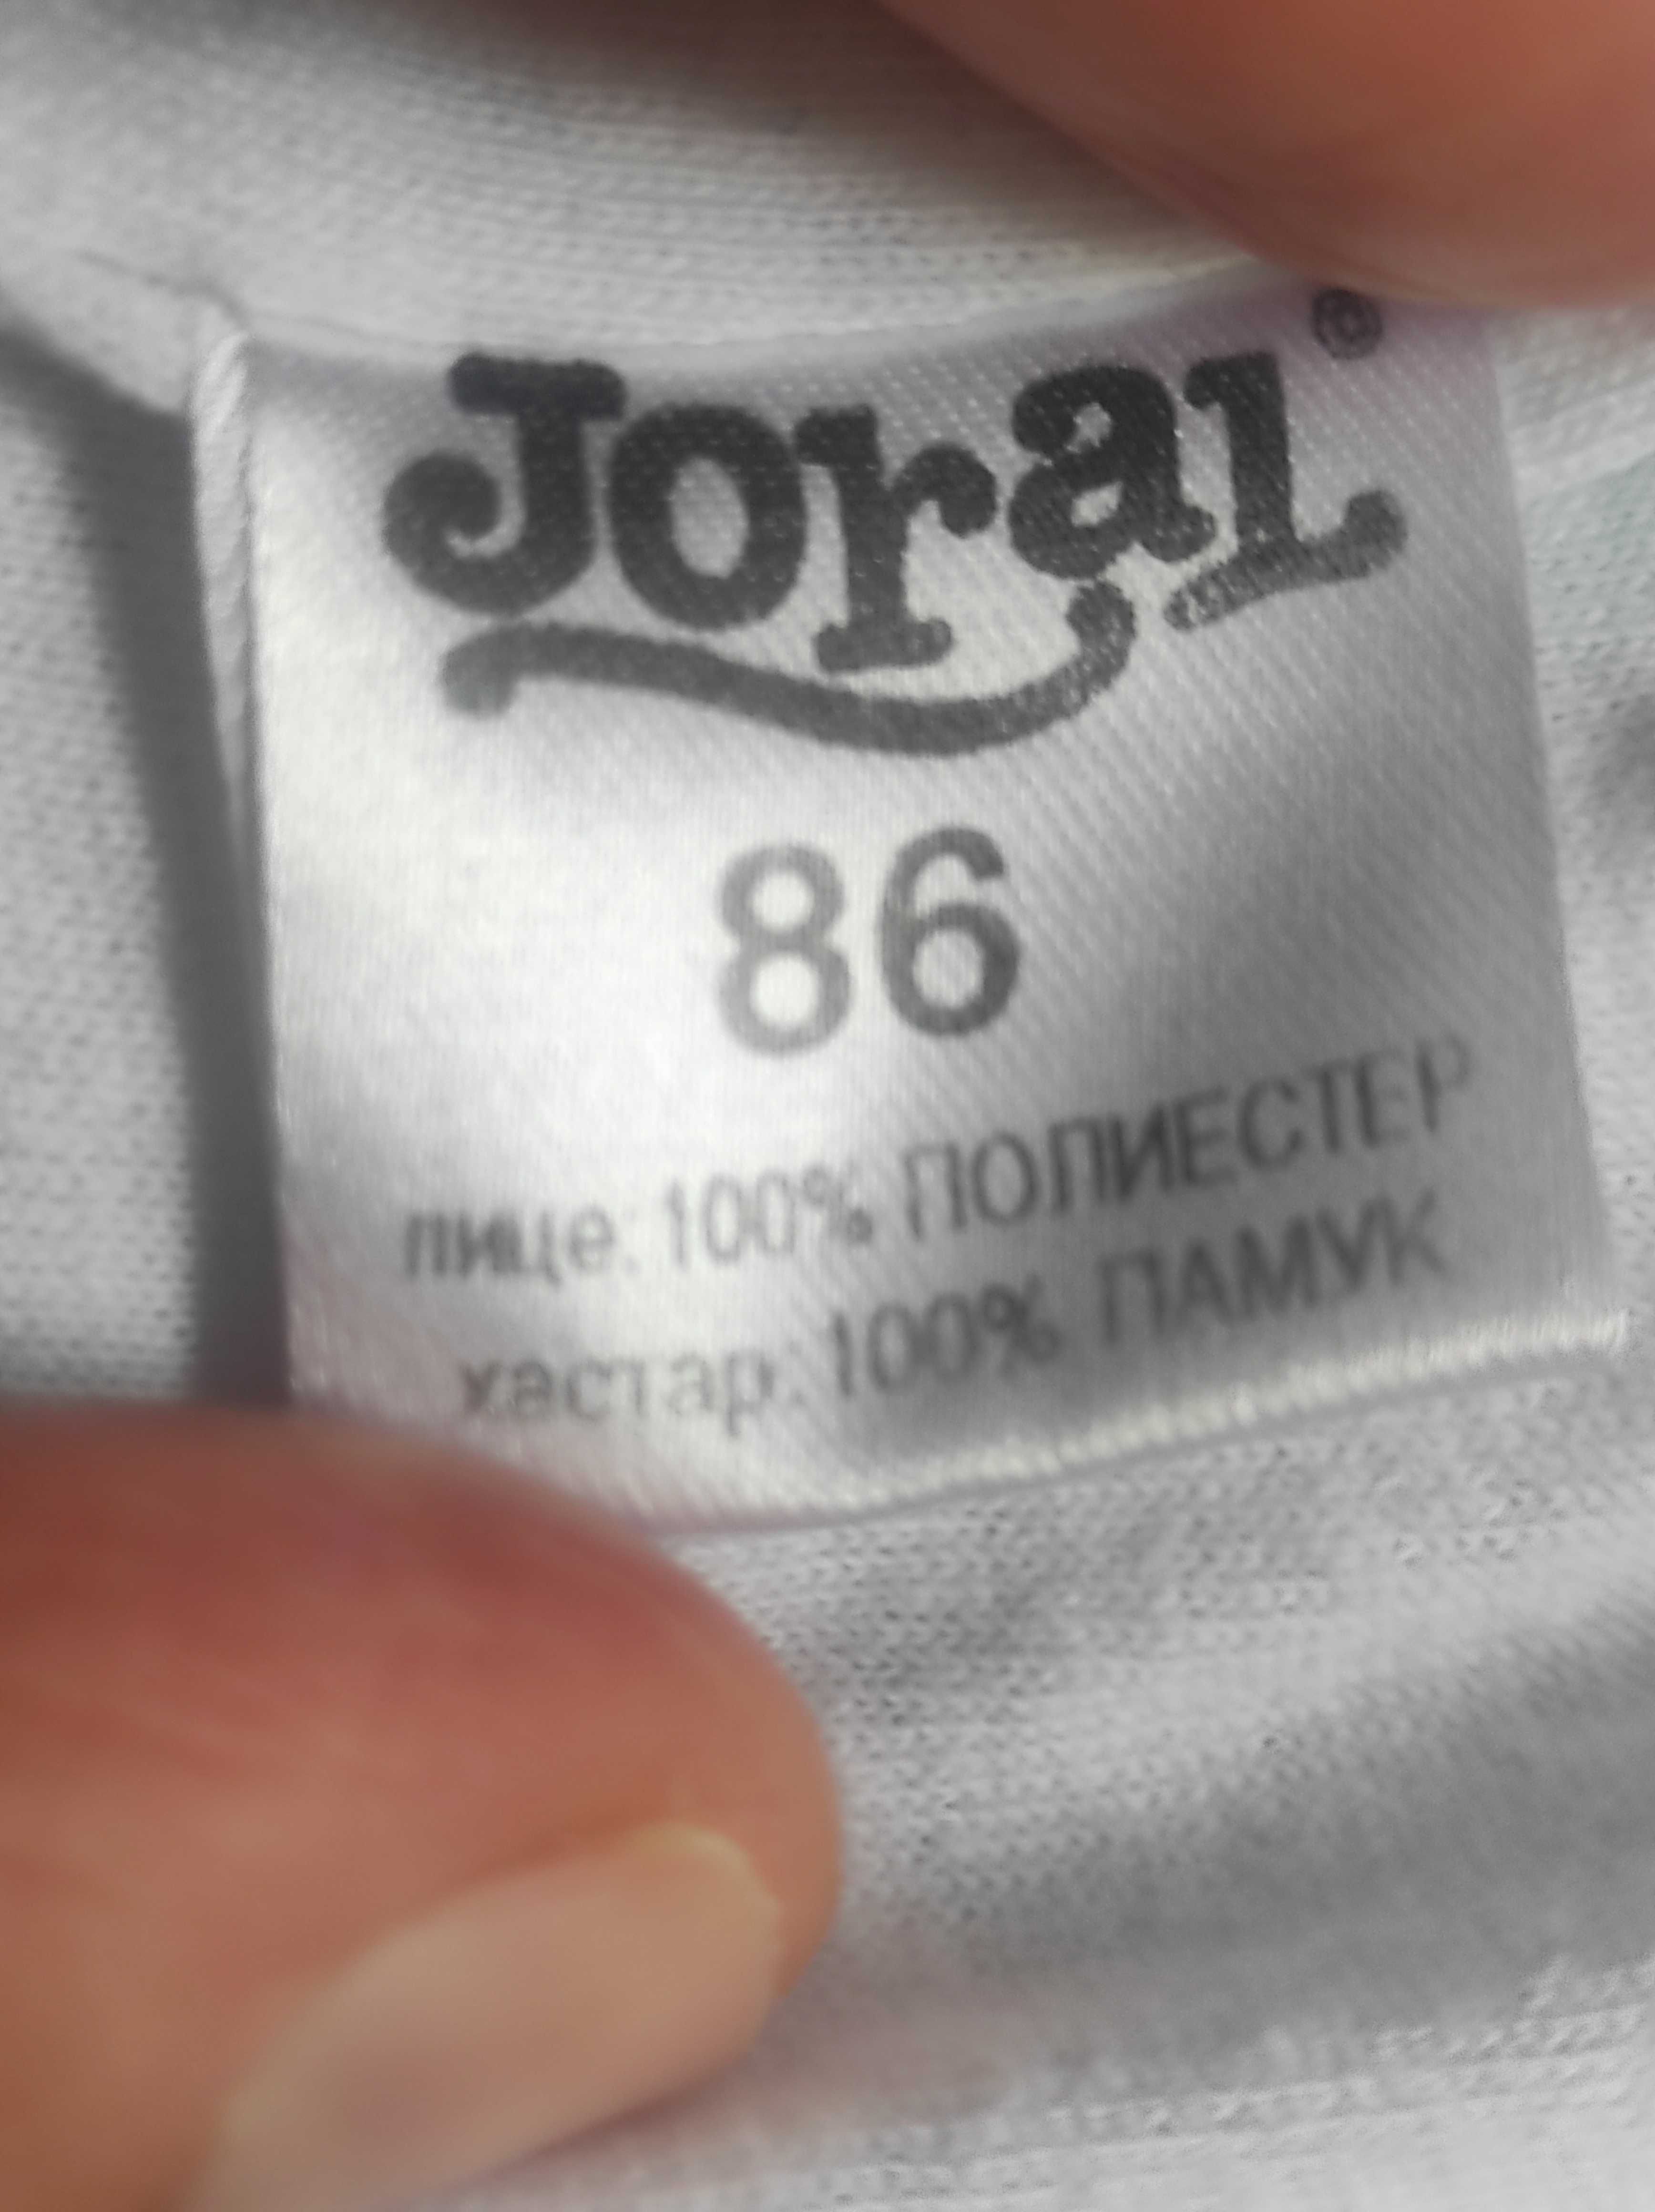 Joral®
86
лице: 100% ПОЛИЕСТЕР
хастар: 100% ПАМУК